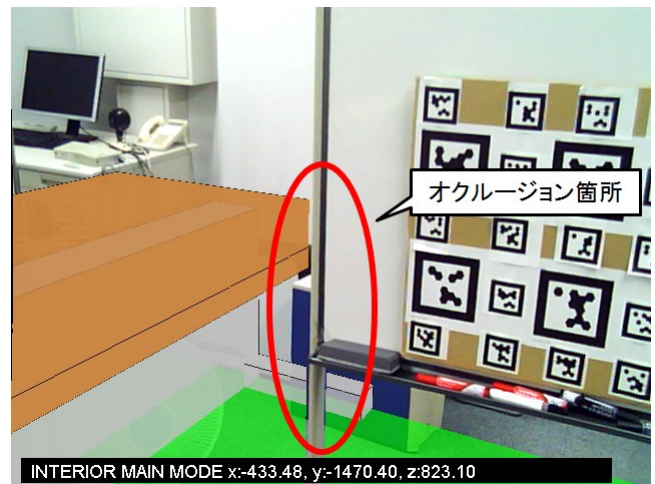 オクルージョン箇所
INTERIOR MAIN MODE x:-433.48, y:-1470.40, z:823.10